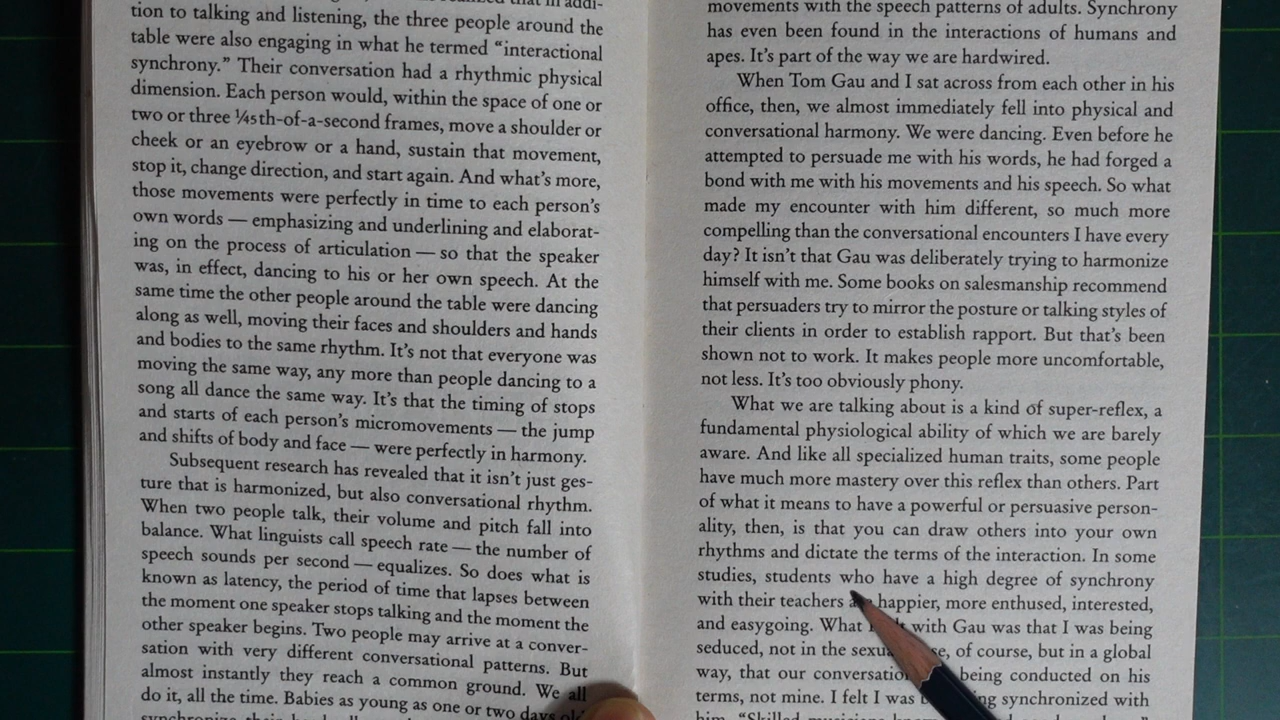 that in addi-
tion to talking and listening, the three people around the
table were also engaging in what he termed “interactional
synchrony.” Their conversation had a rhythmic physical
dimension. Each person would, within the space of one or
two or three ¹⁄₄₅th-of-a-second frames, move a shoulder or
cheek or an eyebrow or a hand, sustain that movement,
stop it, change direction, and start again. And what’s more,
those movements were perfectly in time to each person’s
own words — emphasizing and underlining and elaborat-
ing on the process of articulation — so that the speaker
was, in effect, dancing to his or her own speech. At the
same time the other people around the table were dancing
along as well, moving their faces and shoulders and hands
and bodies to the same rhythm. It’s not that everyone was
moving the same way, any more than people dancing to a
song all dance the same way. It’s that the timing of stops
and starts of each person’s micromovements — the jump
and shifts of body and face — were perfectly in harmony.
Subsequent research has revealed that it isn’t just ges-
ture that is harmonized, but also conversational rhythm.
When two people talk, their volume and pitch fall into
balance. What linguists call speech rate — the number of
speech sounds per second — equalizes. So does what is
known as latency, the period of time that lapses between
the moment one speaker stops talking and the moment the
other speaker begins. Two people may arrive at a conver-
sation with very different conversational patterns. But
almost instantly they reach a common ground. We all
do it, all the time. Babies as young as one or two days old
movements with the speech patterns of adults. Synchrony
has even been found in the interactions of humans and
apes. It’s part of the way we are hardwired.
When Tom Gau and I sat across from each other in his
office, then, we almost immediately fell into physical and
conversational harmony. We were dancing. Even before he
attempted to persuade me with his words, he had forged a
bond with me with his movements and his speech. So what
made my encounter with him different, so much more
compelling than the conversational encounters I have every
day? It isn’t that Gau was deliberately trying to harmonize
himself with me. Some books on salesmanship recommend
that persuaders try to mirror the posture or talking styles of
their clients in order to establish rapport. But that’s been
shown not to work. It makes people more uncomfortable,
not less. It’s too obviously phony.
What we are talking about is a kind of super-reflex, a
fundamental physiological ability of which we are barely
aware. And like all specialized human traits, some people
have much more mastery over this reflex than others. Part
of what it means to have a powerful or persuasive person-
ality, then, is that you can draw others into your own
rhythms and dictate the terms of the interaction. In some
studies, students who have a high degree of synchrony
with their teachers happier, more enthused, interested,
and easygoing. What with Gau was that I was being
seduced, not in the of course, but in a global
way, that our being conducted on his
terms, not mine. I felt I was synchronized with
him. “Skilled musicians